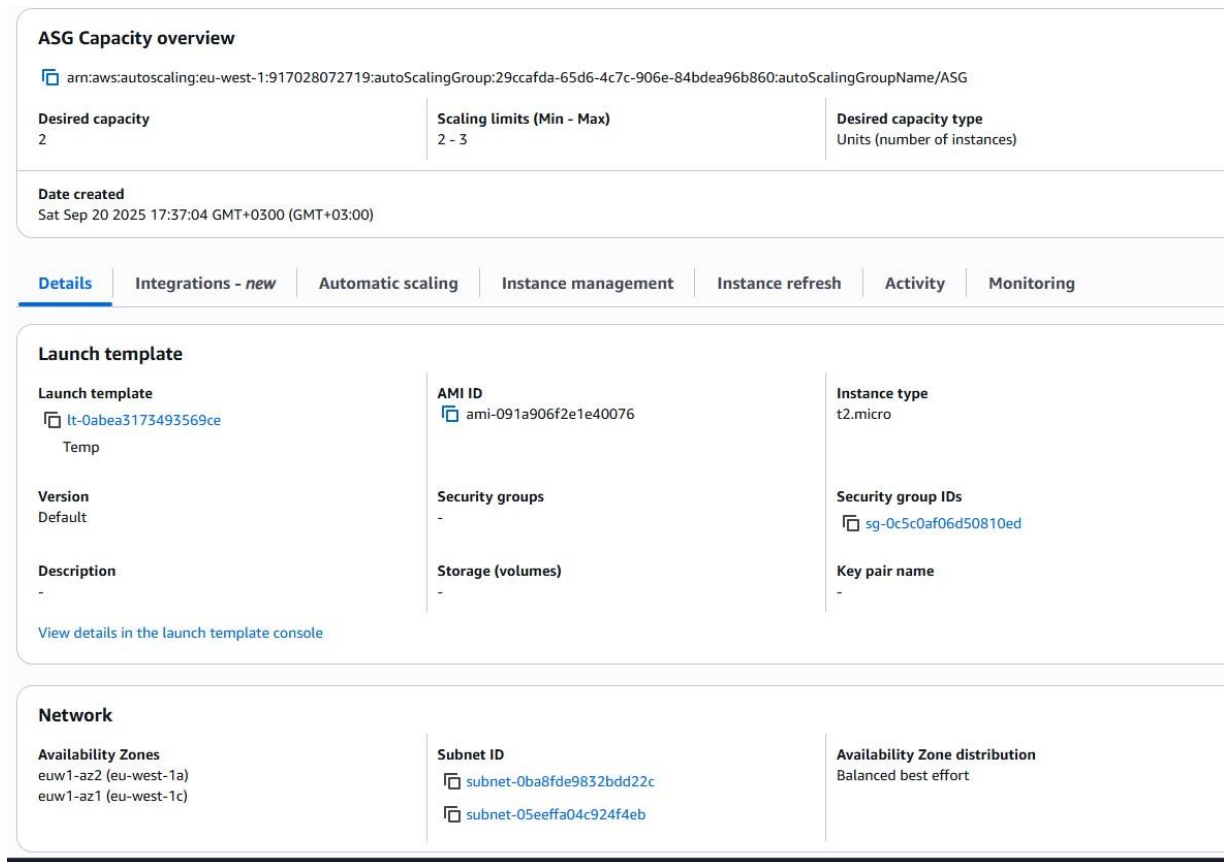 ASG Capacity overview
arn:aws:autoscaling:eu-west-1:917028072719:autoScalingGroup:29ccafda-65d6-4c7c-906e-84bdea96b860:autoScalingGroupName/ASG
Desired capacity
2
Scaling limits (Min - Max)
2 - 3
Desired capacity type
Units (number of instances)
Date created
Sat Sep 20 2025 17:37:04 GMT+0300 (GMT+03:00)
Details
Integrations - new
Automatic scaling
Instance management
Instance refresh
Activity
Monitoring
Launch template
Launch template
lt-0abea3173493569ce
Temp
AMI ID
ami-091a906f2e1e40076
Instance type
t2.micro
Version
Default
Security groups
-
Security group IDs
sg-0c5c0af06d50810ed
Description
-
Storage (volumes)
-
Key pair name
-
View details in the launch template console
Network
Availability Zones
euw1-az2 (eu-west-1a)
euw1-az1 (eu-west-1c)
Subnet ID
subnet-0ba8fde9832bdd22c
subnet-05eeffa04c924f4eb
Availability Zone distribution
Balanced best effort